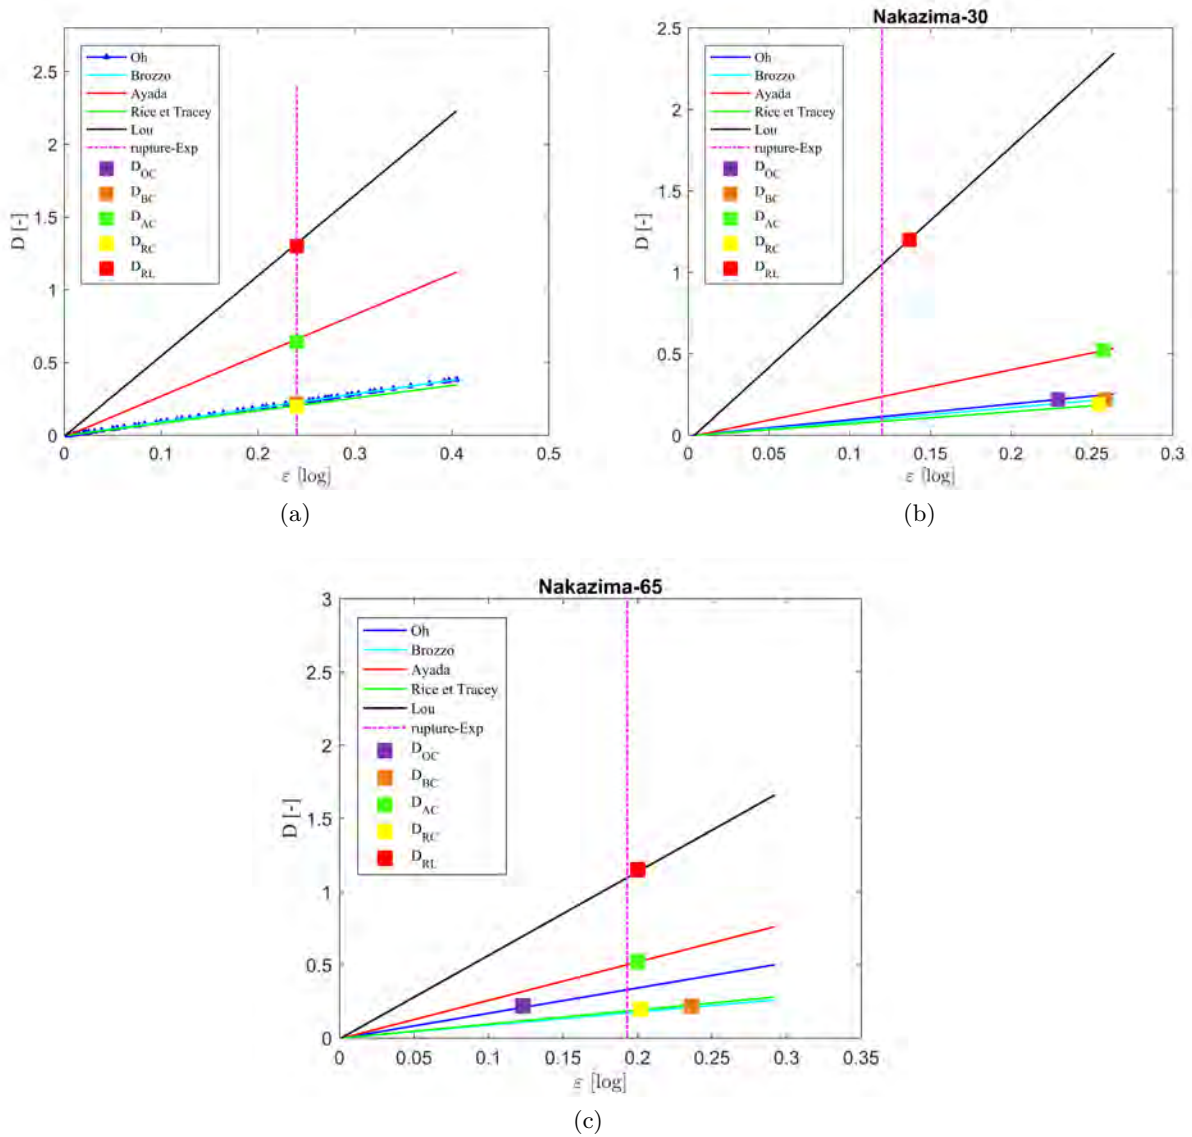 2.5
2
1.5
1
0.5
0
D [-]
Oh
Brozzo
Ayada
Rice et Tracey
Lou
rupture-Exp
D_OC
D_BC
D_AC
D_RC
D_RL
0 0.1 0.2 0.3 0.4 0.5
ε [log]
(a)
Nakazima-30
2.5
2
1.5
1
0.5
0
D [-]
Oh
Brozzo
Ayada
Rice et Tracey
Lou
rupture-Exp
D_OC
D_BC
D_AC
D_RC
D_RL
0 0.05 0.1 0.15 0.2 0.25 0.3
ε [log]
(b)
Nakazima-65
3
2.5
2
1.5
1
0.5
0
D [-]
Oh
Brozzo
Ayada
Rice et Tracey
Lou
rupture-Exp
D_OC
D_BC
D_AC
D_RC
D_RL
0 0.05 0.1 0.15 0.2 0.25 0.3 0.35
ε [log]
(c)